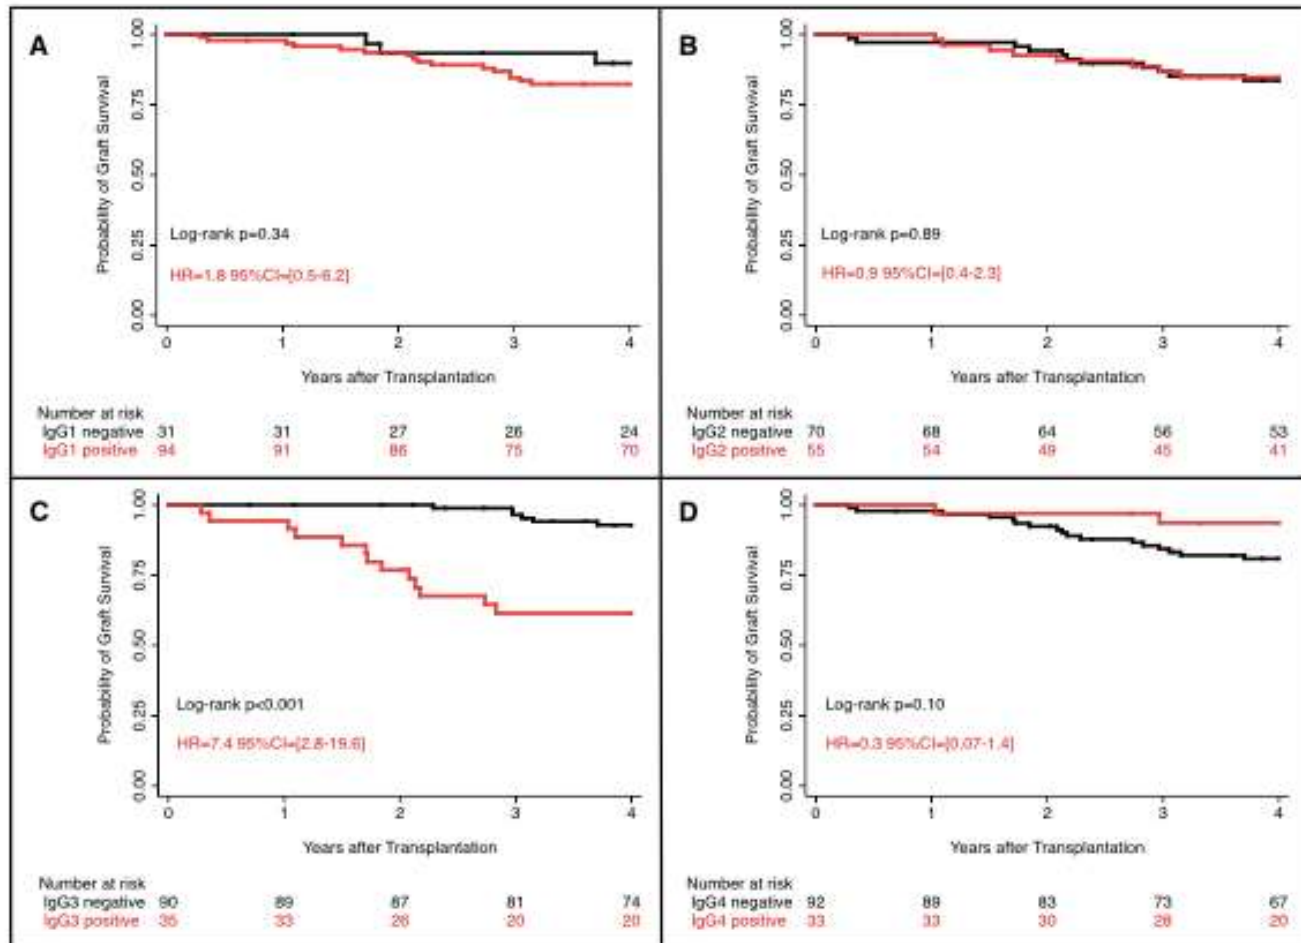 A
Probability of Graft Survival
1.00
0.75
0.50
0.25
0.00
Log-rank p=0.34
HR=1.8 95%CI=[0.5-6.2]
0 1 2 3 4
Years after Transplantation
Number at risk
IgG1 negative 31 31 27 26 24
IgG1 positive 94 91 86 75 70
B
Probability of Graft Survival
1.00
0.75
0.50
0.25
0.00
Log-rank p=0.89
HR=0.9 95%CI=[0.4-2.3]
0 1 2 3 4
Years after Transplantation
Number at risk
IgG2 negative 70 68 64 56 53
IgG2 positive 55 54 49 45 41
C
Probability of Graft Survival
1.00
0.75
0.50
0.25
0.00
Log-rank p<0.001
HR=7.4 95%CI=[2.8-19.6]
0 1 2 3 4
Years after Transplantation
Number at risk
IgG3 negative 90 89 87 81 74
IgG3 positive 35 33 26 20 20
D
Probability of Graft Survival
1.00
0.75
0.50
0.25
0.00
Log-rank p=0.10
HR=0.3 95%CI=[0.07-1.4]
0 1 2 3 4
Years after Transplantation
Number at risk
IgG4 negative 92 89 83 73 67
IgG4 positive 33 33 30 28 20